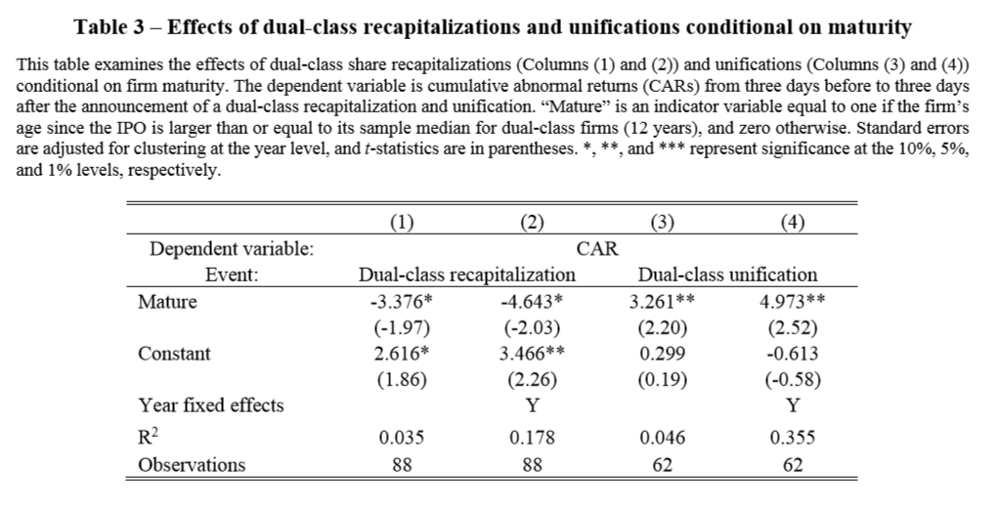 Table 3 – Effects of dual-class recapitalizations and unifications conditional on maturity
This table examines the effects of dual-class share recapitalizations (Columns (1) and (2)) and unifications (Columns (3) and (4))
conditional on firm maturity. The dependent variable is cumulative abnormal returns (CARs) from three days before to three days
after the announcement of a dual-class recapitalization and unification. “Mature” is an indicator variable equal to one if the firm’s
age since the IPO is larger than or equal to its sample median for dual-class firms (12 years), and zero otherwise. Standard errors
are adjusted for clustering at the year level, and t-statistics are in parentheses. *, **, and *** represent significance at the 10%, 5%,
and 1% levels, respectively.
(1) (2) (3) (4)
Dependent variable: CAR
Event: Dual-class recapitalization Dual-class unification
Mature -3.376* -4.643* 3.261** 4.973**
(-1.97) (-2.03) (2.20) (2.52)
Constant 2.616* 3.466** 0.299 -0.613
(1.86) (2.26) (0.19) (-0.58)
Year fixed effects Y Y
R² 0.035 0.178 0.046 0.355
Observations 88 88 62 62